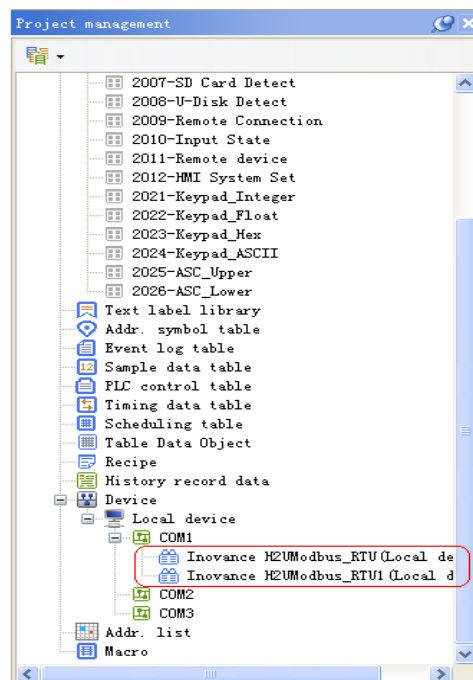 Project management
2007-SD Card Detect
2008-U-Disk Detect
2009-Remote Connection
2010-Input State
2011-Remote device
2012-HMI System Set
2021-Keypad_Integer
2022-Keypad_Float
2023-Keypad_Hex
2024-Keypad_ASCII
2025-ASC_Upper
2026-ASC_Lower
Text label library
Addr. symbol table
Event log table
12 Sample data table
PLC control table
Timing data table
Scheduling table
Table Data Object
Recipe
History record data
Device
Local device
COM1
Inovance H2UModbus_RTU(Local de
Inovance H2UModbus_RTU1(Local d
COM2
COM3
Addr. list
Macro